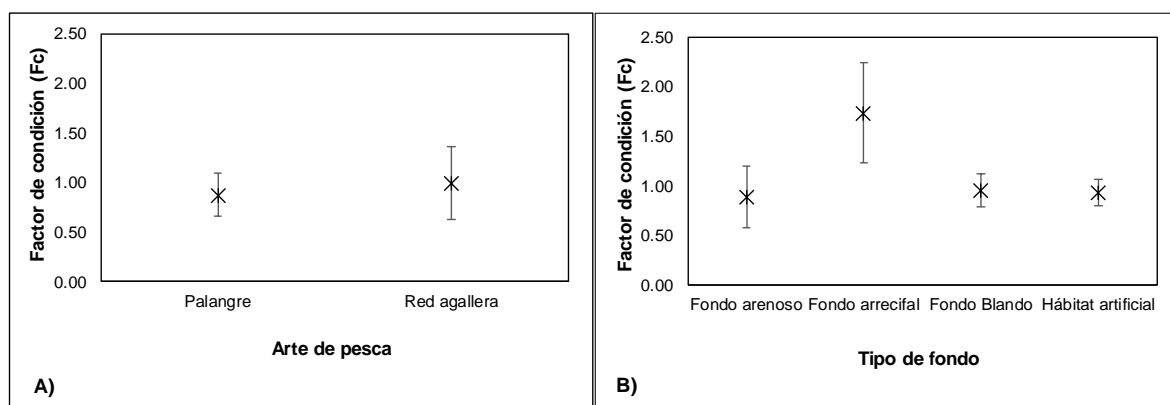 Factor de condición (Fc)
2.50
2.00
1.50
1.00
0.50
0.00
Palangre Red agallera
Arte de pesca
A)
Factor de condición (Fc)
2.50
2.00
1.50
1.00
0.50
0.00
Fondo arenoso Fondo arrecifal Fondo Blando Hábitat artificial
Tipo de fondo
B)